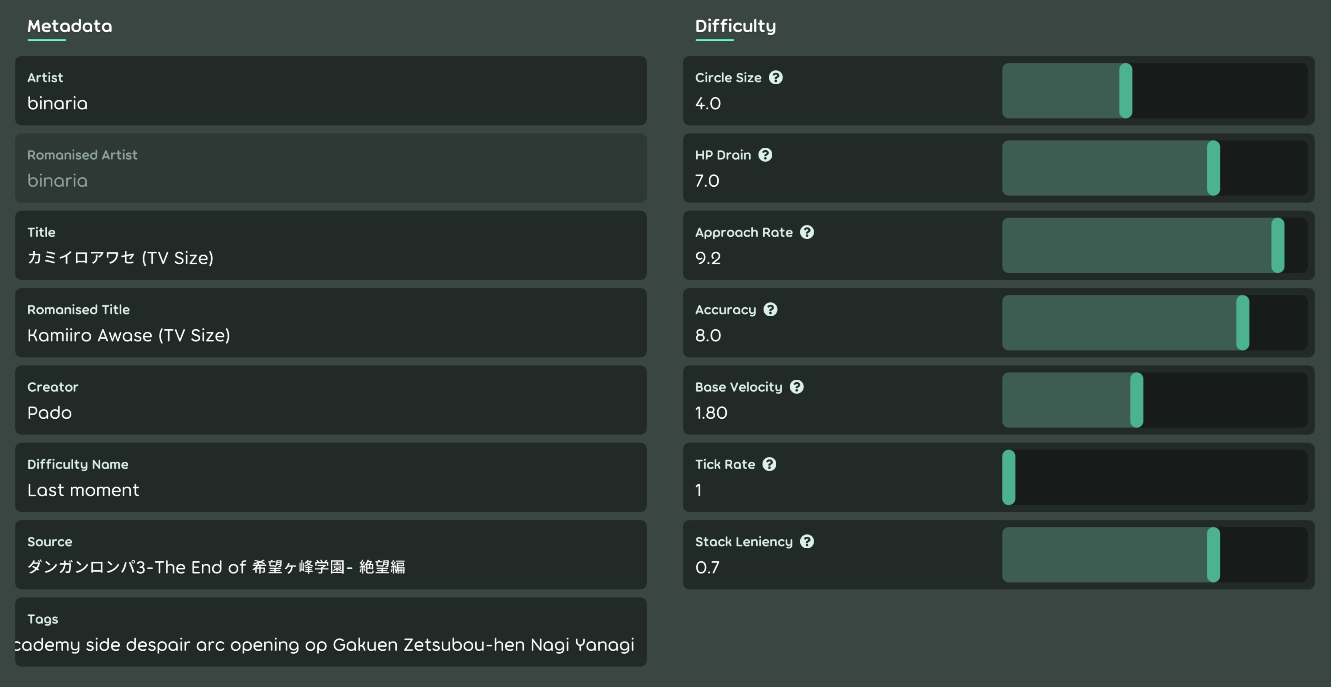 Metadata
Artist
binaria
Romanised Artist
binaria
Title
カミイロアワセ (TV Size)
Romanised Title
Kamiiro Awase (TV Size)
Creator
Pado
Difficulty Name
Last moment
Source
ダンガンロンパ3-The End of 希望ヶ峰学園- 絶望編
Tags
cademy side despair arc opening op Gakuen Zetsubou-hen Nagi Yanagi
Difficulty
Circle Size ?
4.0
HP Drain ?
7.0
Approach Rate ?
9.2
Accuracy ?
8.0
Base Velocity ?
1.80
Tick Rate ?
1
Stack Leniency ?
0.7